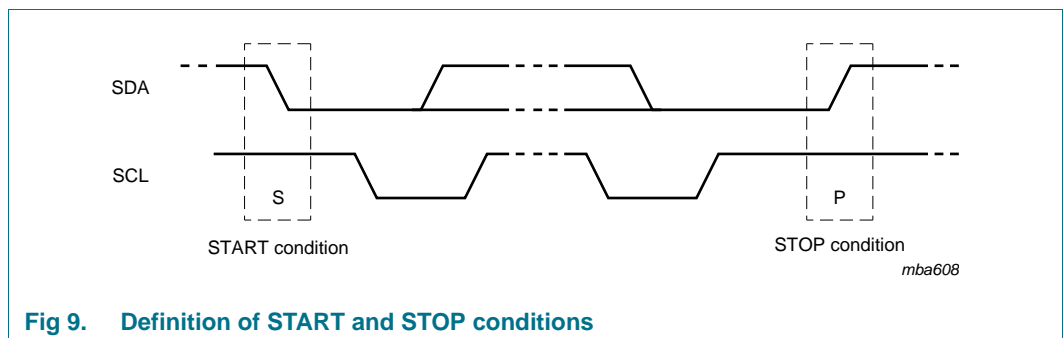 SDA
SCL
S
P
START condition
STOP condition
mba608
Fig 9. Definition of START and STOP conditions